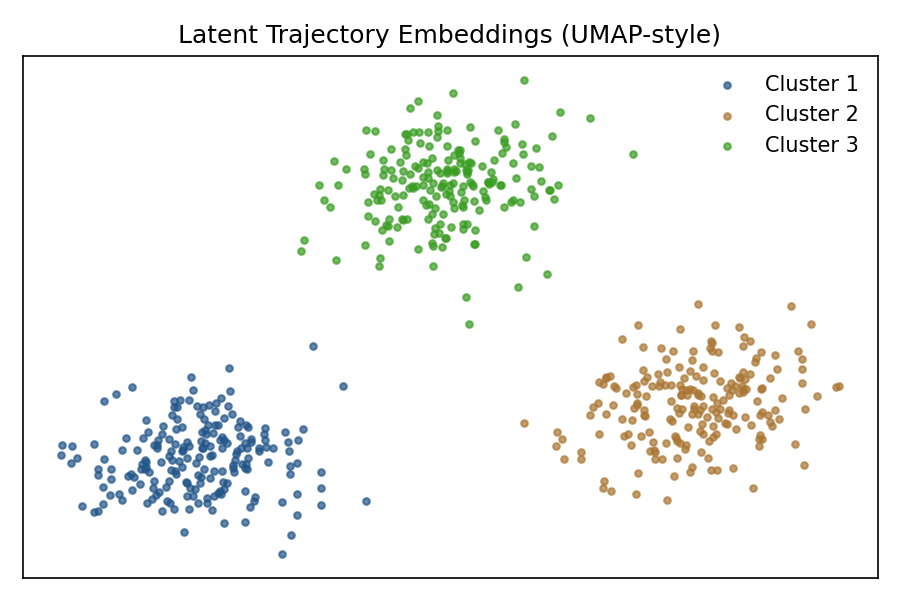 Latent Trajectory Embeddings (UMAP-style)
Cluster 1
Cluster 2
Cluster 3